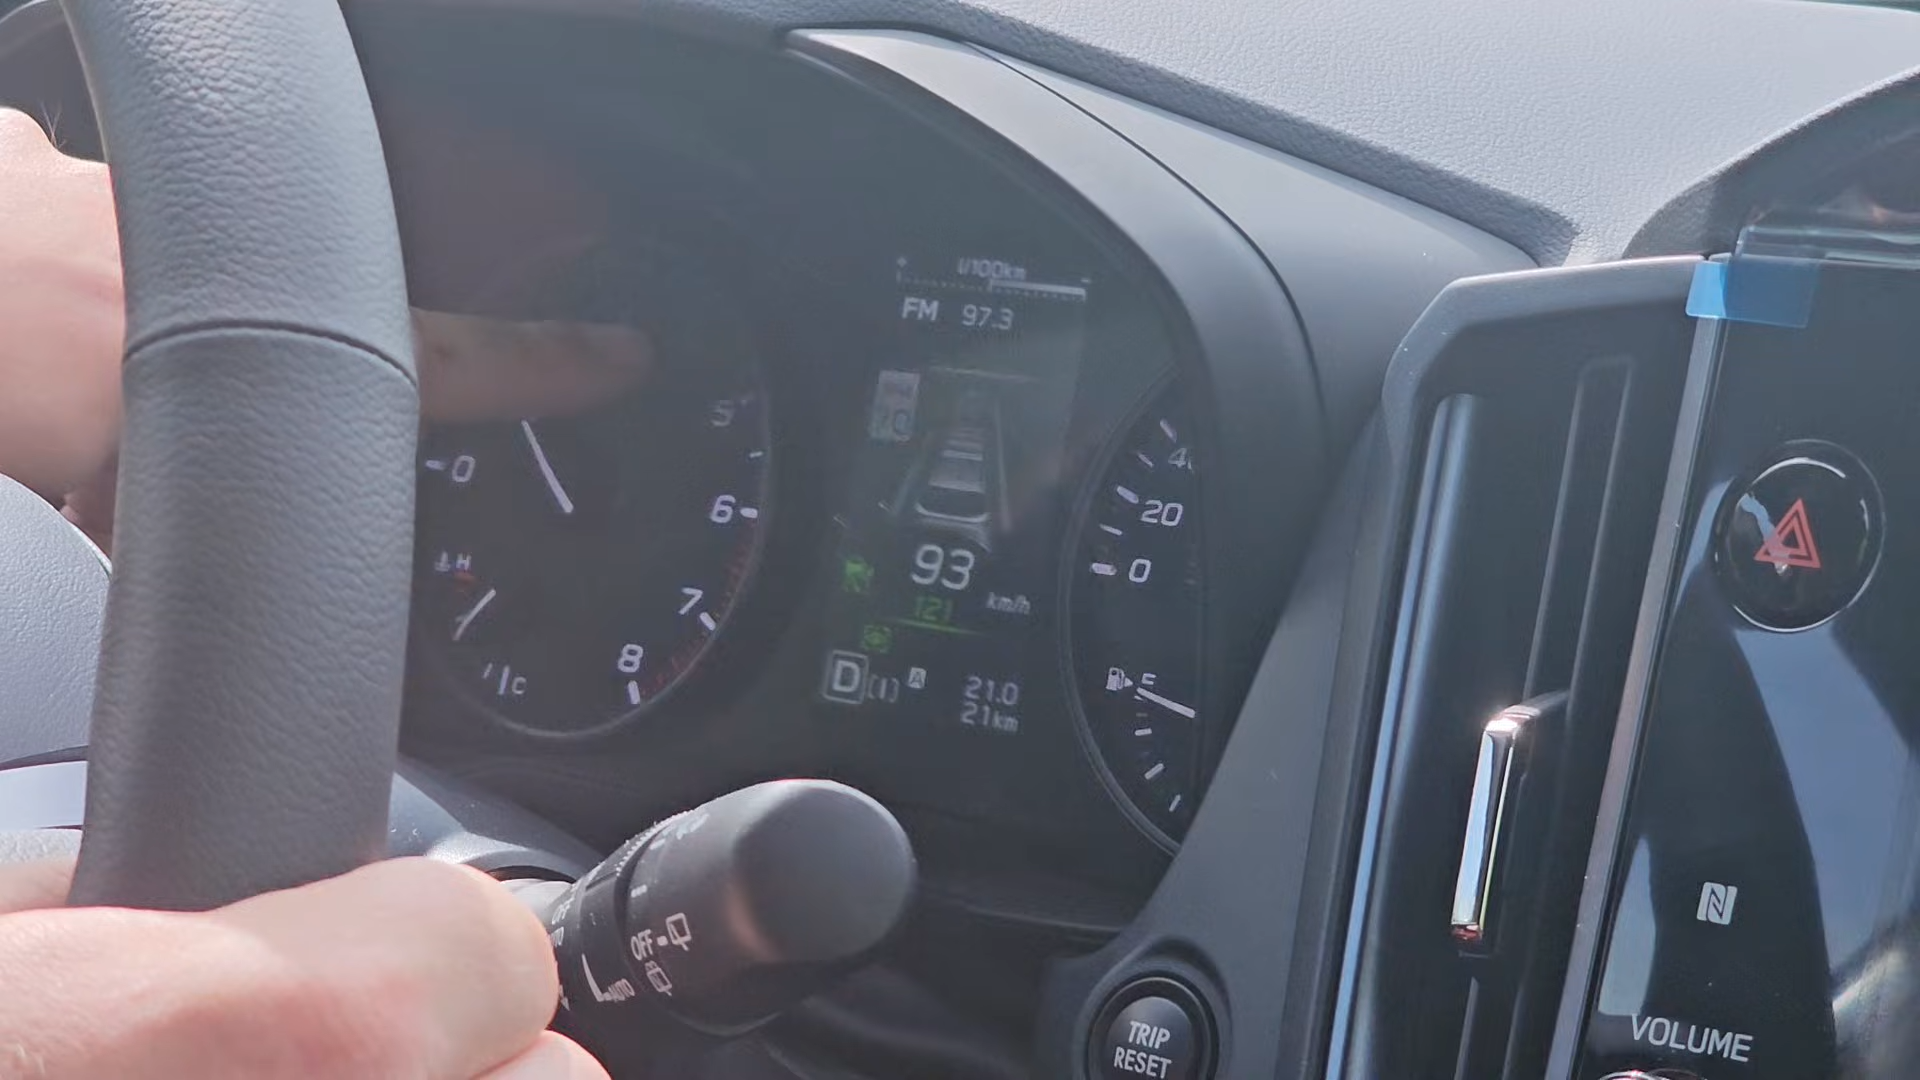 l/100km
FM 97.3
5
0
6
H
7
8
C
93
km/h
121
D
A
21.0
21km
40
20
0
F
OFF
AUTO
TRIP
RESET
VOLUME